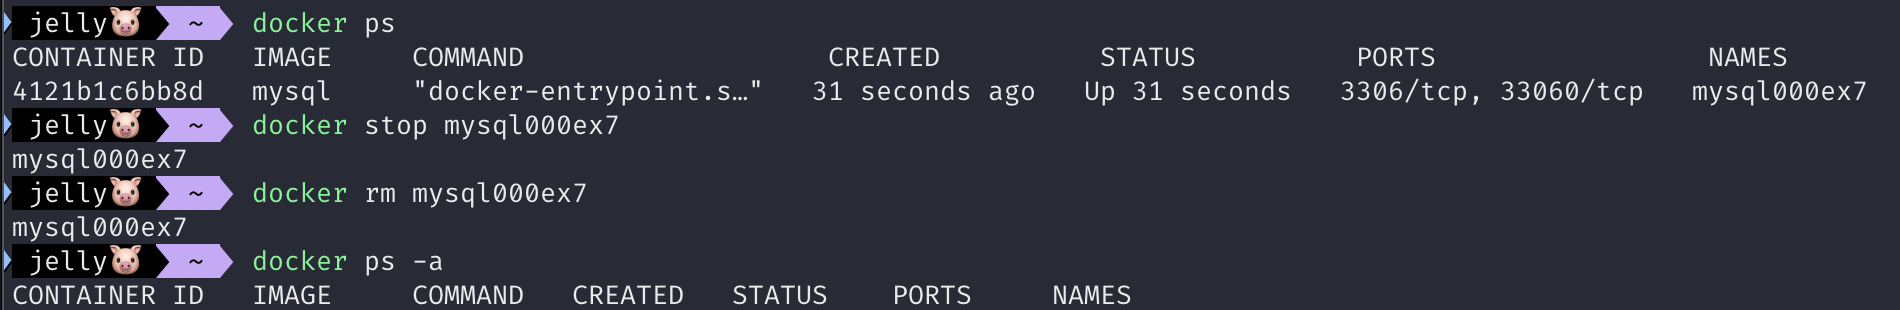 jelly🐷 ~ docker ps
CONTAINER ID IMAGE COMMAND CREATED STATUS PORTS NAMES
4121b1c6bb8d mysql "docker-entrypoint.s…" 31 seconds ago Up 31 seconds 3306/tcp, 33060/tcp mysql000ex7
jelly🐷 ~ docker stop mysql000ex7
mysql000ex7
jelly🐷 ~ docker rm mysql000ex7
mysql000ex7
jelly🐷 ~ docker ps -a
CONTAINER ID IMAGE COMMAND CREATED STATUS PORTS NAMES